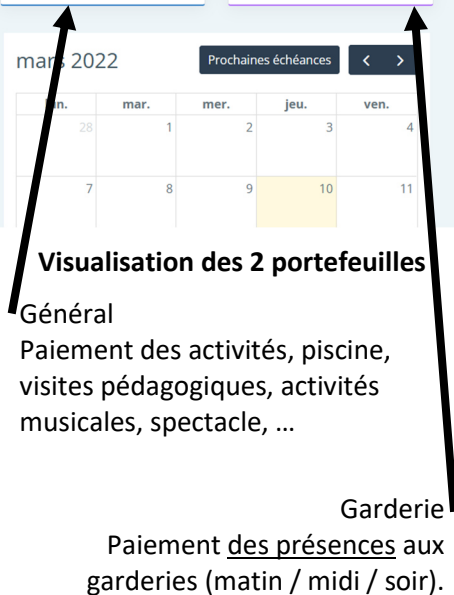 mars 2022
Prochaines échéances < >
mar. mer. jeu. ven.
28 1 2 3 4
7 8 9 10 11
Visualisation des 2 portefeuilles
Général
Paiement des activités, piscine,
visites pédagogiques, activités
musicales, spectacle, …
Garderie
Paiement des présences aux
garderies (matin / midi / soir).